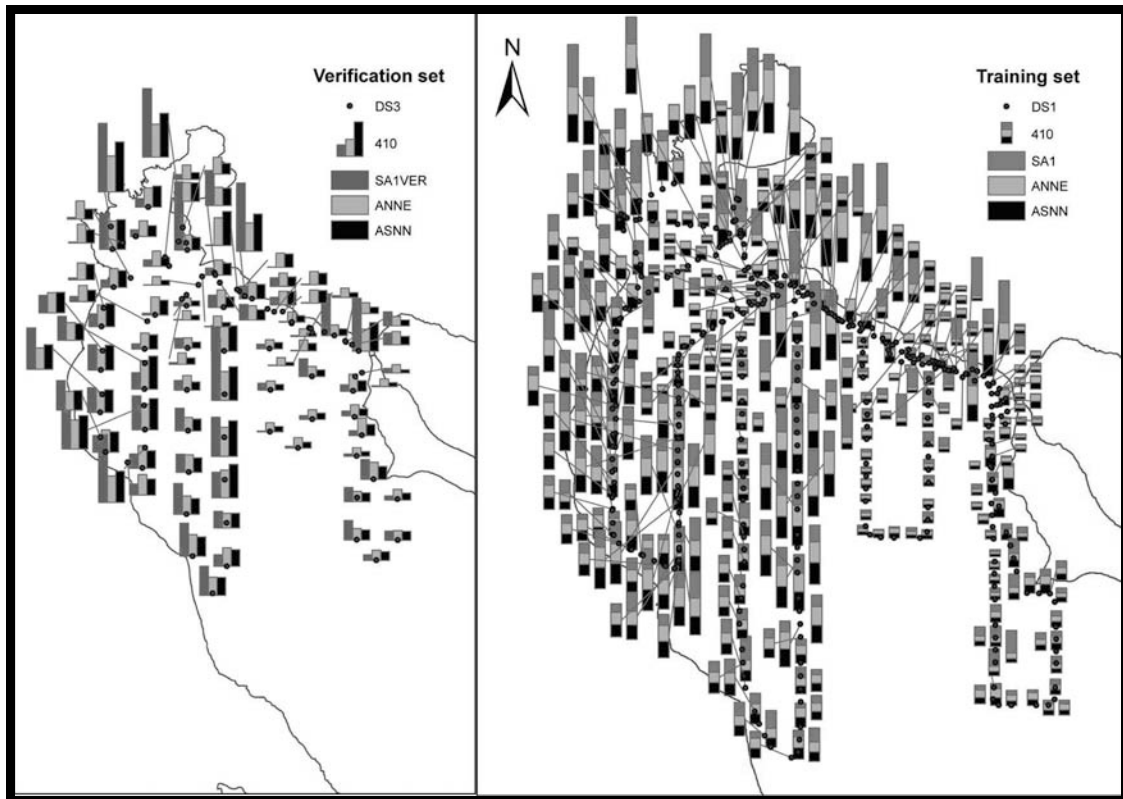 Verification set
DS3
410
SA1VER
ANNE
ASNN
N
Training set
DS1
410
SA1
ANNE
ASNN